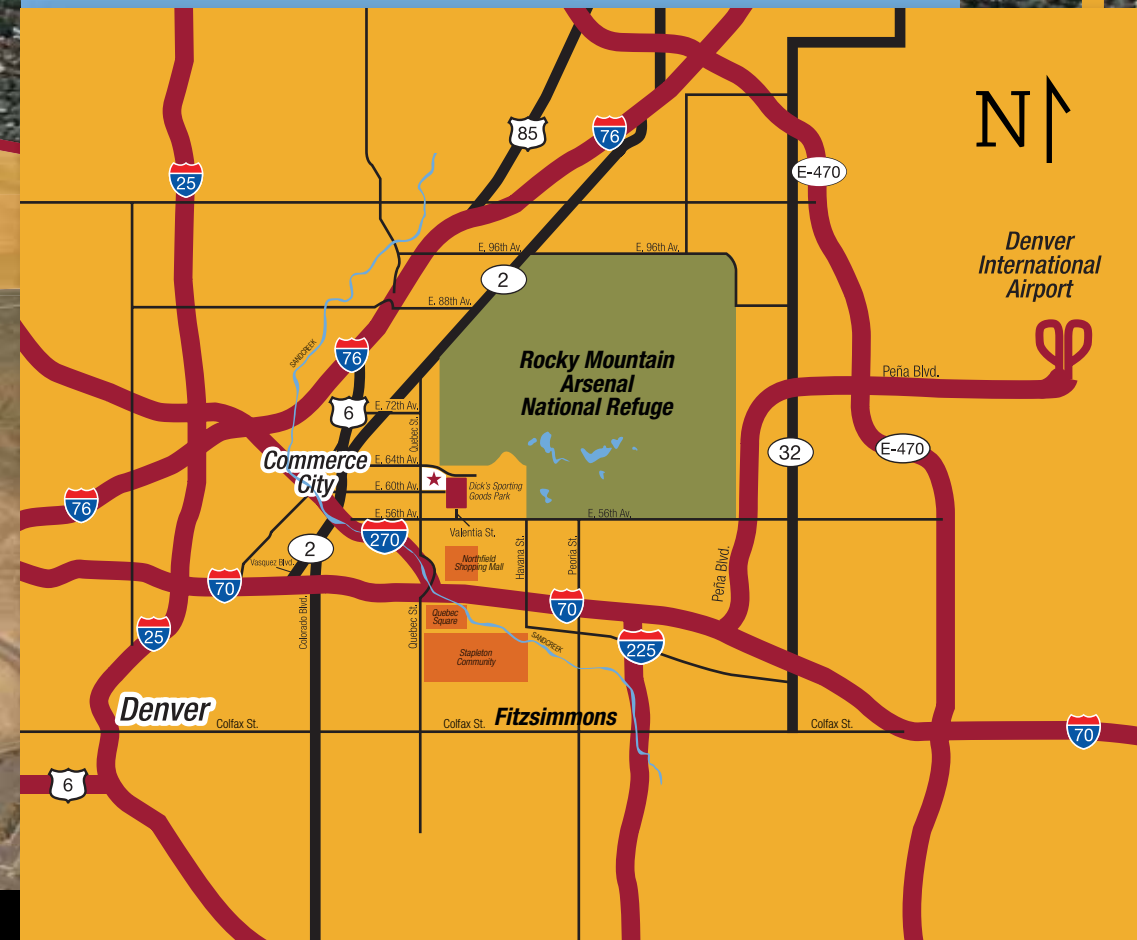 85
76
25
N
E-470
Denver
International
Airport
E. 96th Av.
E. 96th Av.
2
E. 88th Av.
SANDCREEK
76
Rocky Mountain
Arsenal
National Refuge
Peña Blvd.
6
E. 72th Av.
Quebec St.
32
E-470
Commerce
City
E. 64th Av.
E. 60th Av.
Dick's Sporting
Goods Park
76
E. 56th Av.
E. 56th Av.
Valentia St.
270
2
Vasquez Blvd.
Northfield
Shopping Mall
Havana St.
Peoria St.
Peña Blvd.
70
70
Colorado Blvd.
Quebec St.
Quebec
Square
25
SANDCREEK
225
Stapleton
Community
Denver
Colfax St.
Colfax St.
Fitzsimmons
Colfax St.
70
6